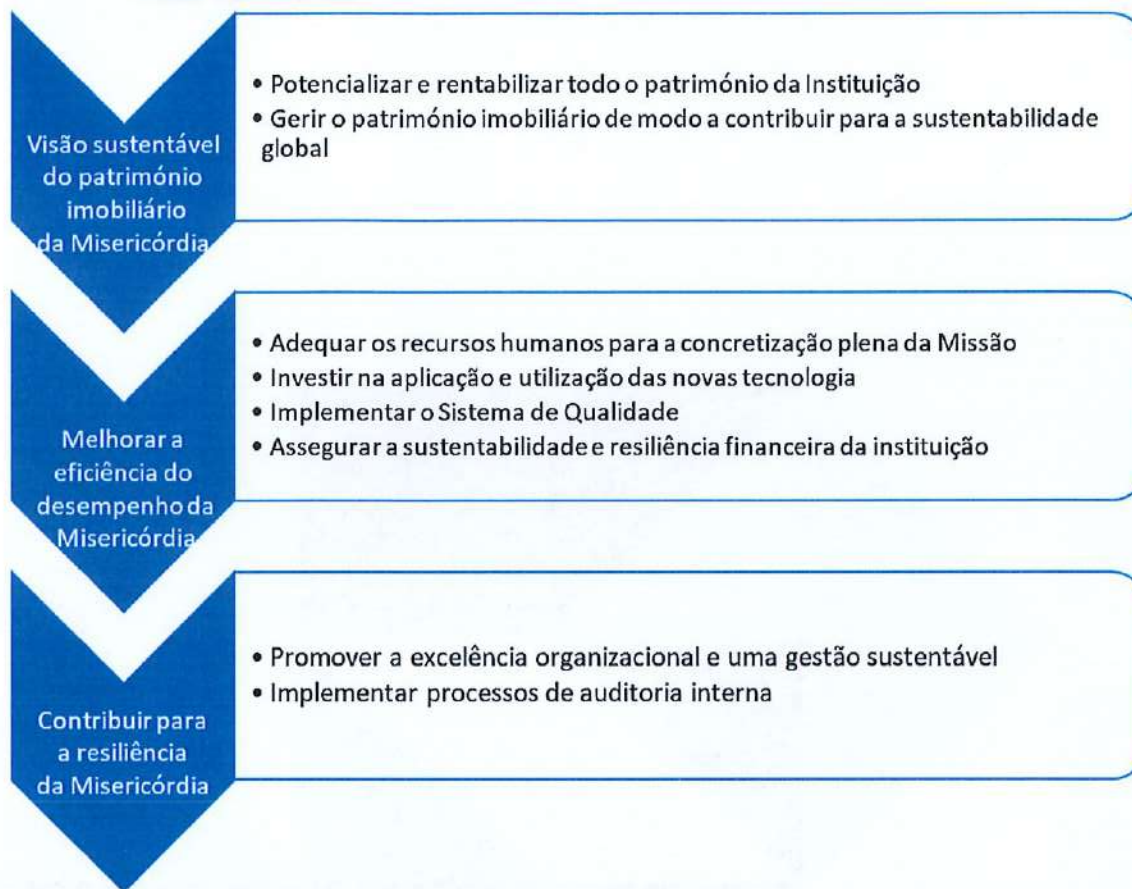 Visão sustentável
do património
imobiliário
da Misericórdia
• Potencializar e rentabilizar todo o património da Instituição
• Gerir o património imobiliário de modo a contribuir para a sustentabilidade
global
Melhorar a
eficiência do
desempenho da
Misericórdia
• Adequar os recursos humanos para a concretização plena da Missão
• Investir na aplicação e utilização das novas tecnologia
• Implementar o Sistema de Qualidade
• Assegurar a sustentabilidade e resiliência financeira da instituição
Contribuir para
a resiliência
da Misericórdia
• Promover a excelência organizacional e uma gestão sustentável
• Implementar processos de auditoria interna